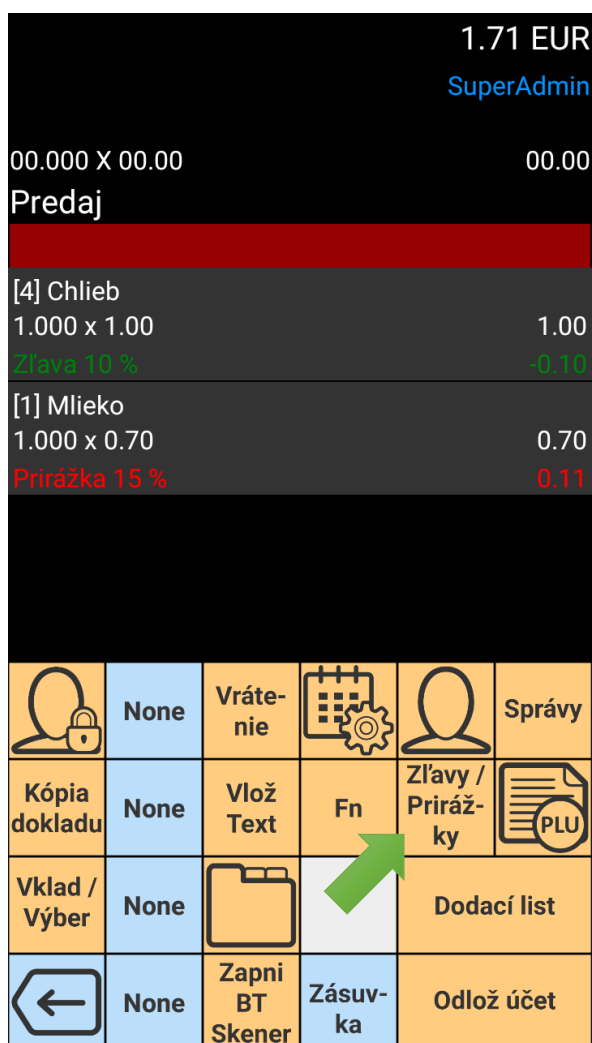 1.71 EUR
SuperAdmin
00.000 X 00.00 00.00
Predaj
[4] Chlieb
1.000 x 1.00 1.00
Zľava 10 % -0.10
[1] Mlieko
1.000 x 0.70 0.70
Prirážka 15 % 0.11
None
Vráte-
nie
Správy
Kópia
dokladu
None
Vlož
Text
Fn
Zľavy /
Priráž-
ky
PLU
Vklad /
Výber
None
Dodací list
None
Zapni
BT
Skener
Zásuv-
ka
Odlož účet